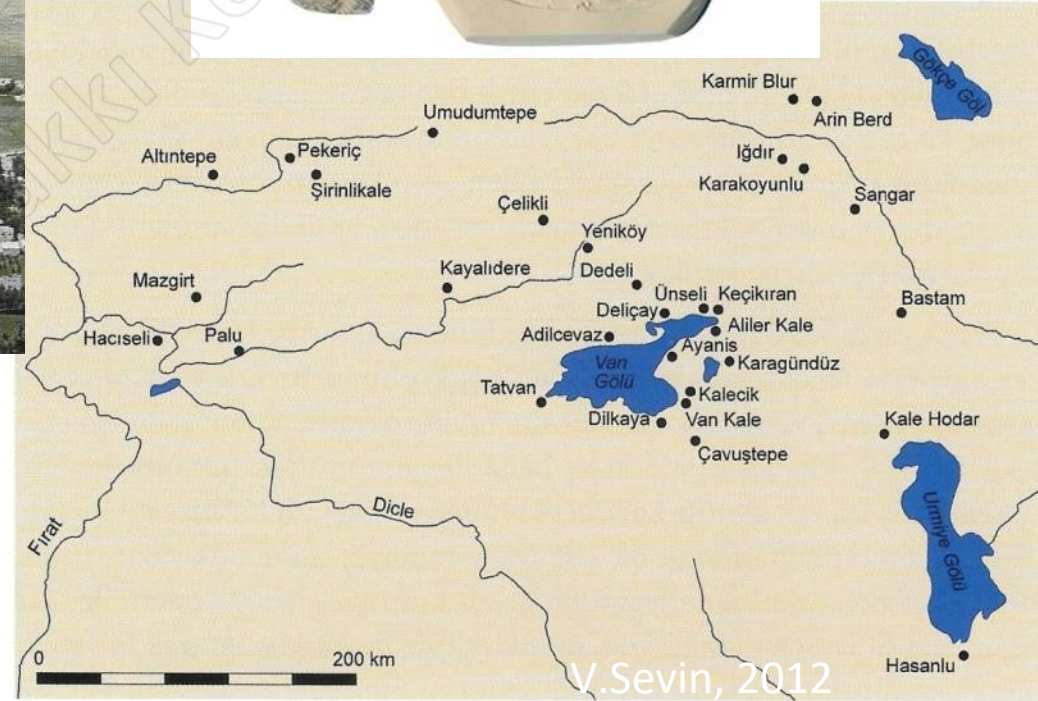 akkı K
Gökçe Göl
Karmir Blur
Arin Berd
Umudumtepe
Altıntepe
Pekeriç
Şirinlikale
Iğdır
Karakoyunlu
Sangar
Çelikli
Yeniköy
Mazgirt
Kayalıdere
Dedeli
Ünseli
Keçikıran
Bastam
Deliçay
Hacıseli
Palu
Adilcevaz
Aliler Kale
Ayanis
Van
Gölü
Karagündüz
Tatvan
Kalecik
Dilkaya
Van Kale
Kale Hodar
Çavuştepe
Dicle
Fırat
Urmiye Gölü
0
200 km
Hasanlu
V.Sevin, 2012